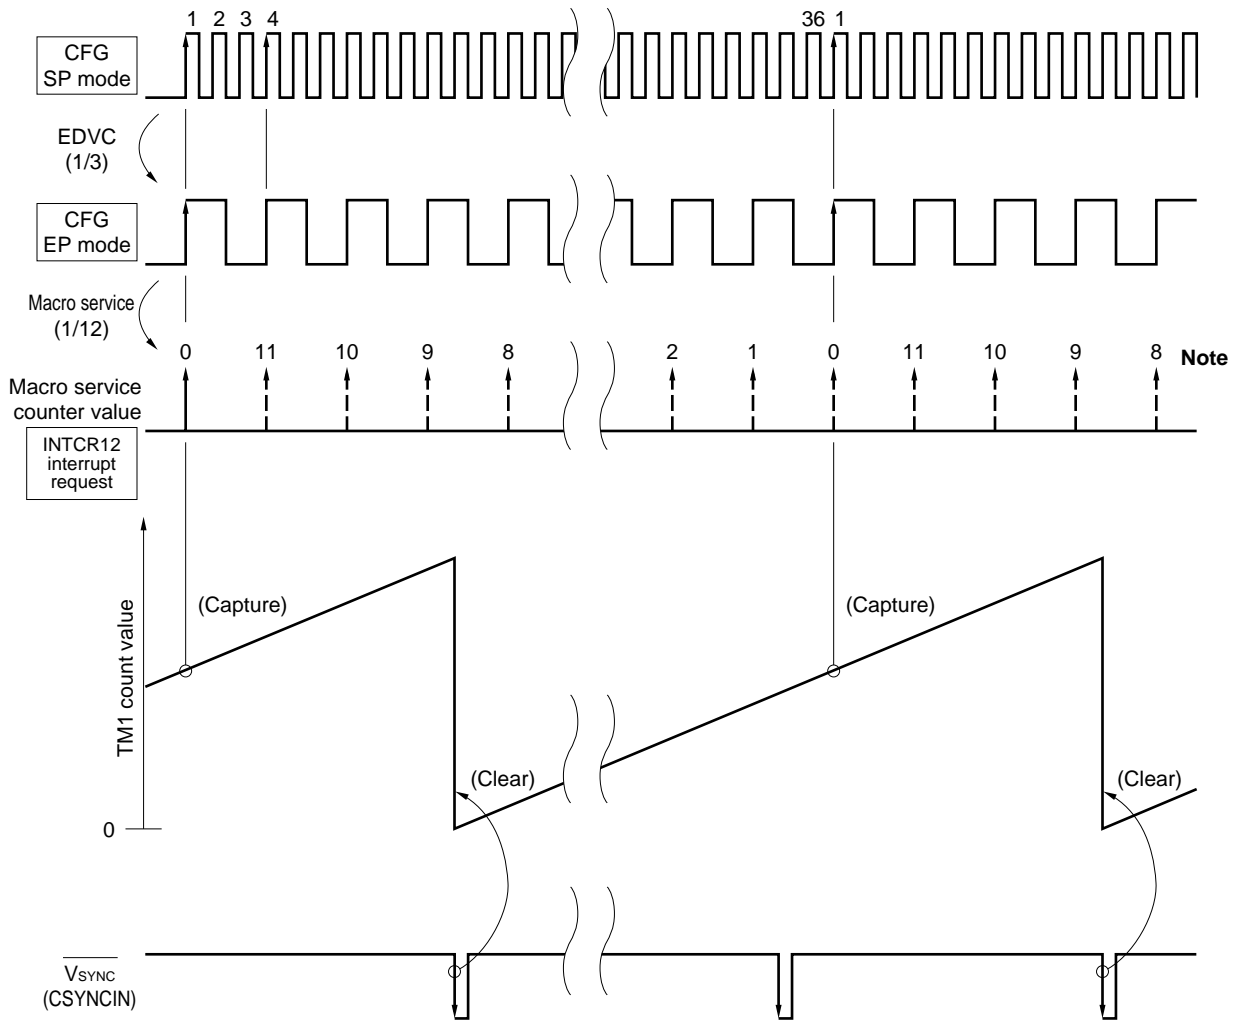 1 2 3 4 36 1
CFG
SP mode
EDVC
(1/3)
CFG
EP mode
Macro service
(1/12)
0 11 10 9 8 2 1 0 11 10 9 8 Note
Macro service
counter value
INTCR12
interrupt
request
(Capture) (Capture)
TM1 count value
(Clear) (Clear)
0
VSYNC
(CSYNCIN)